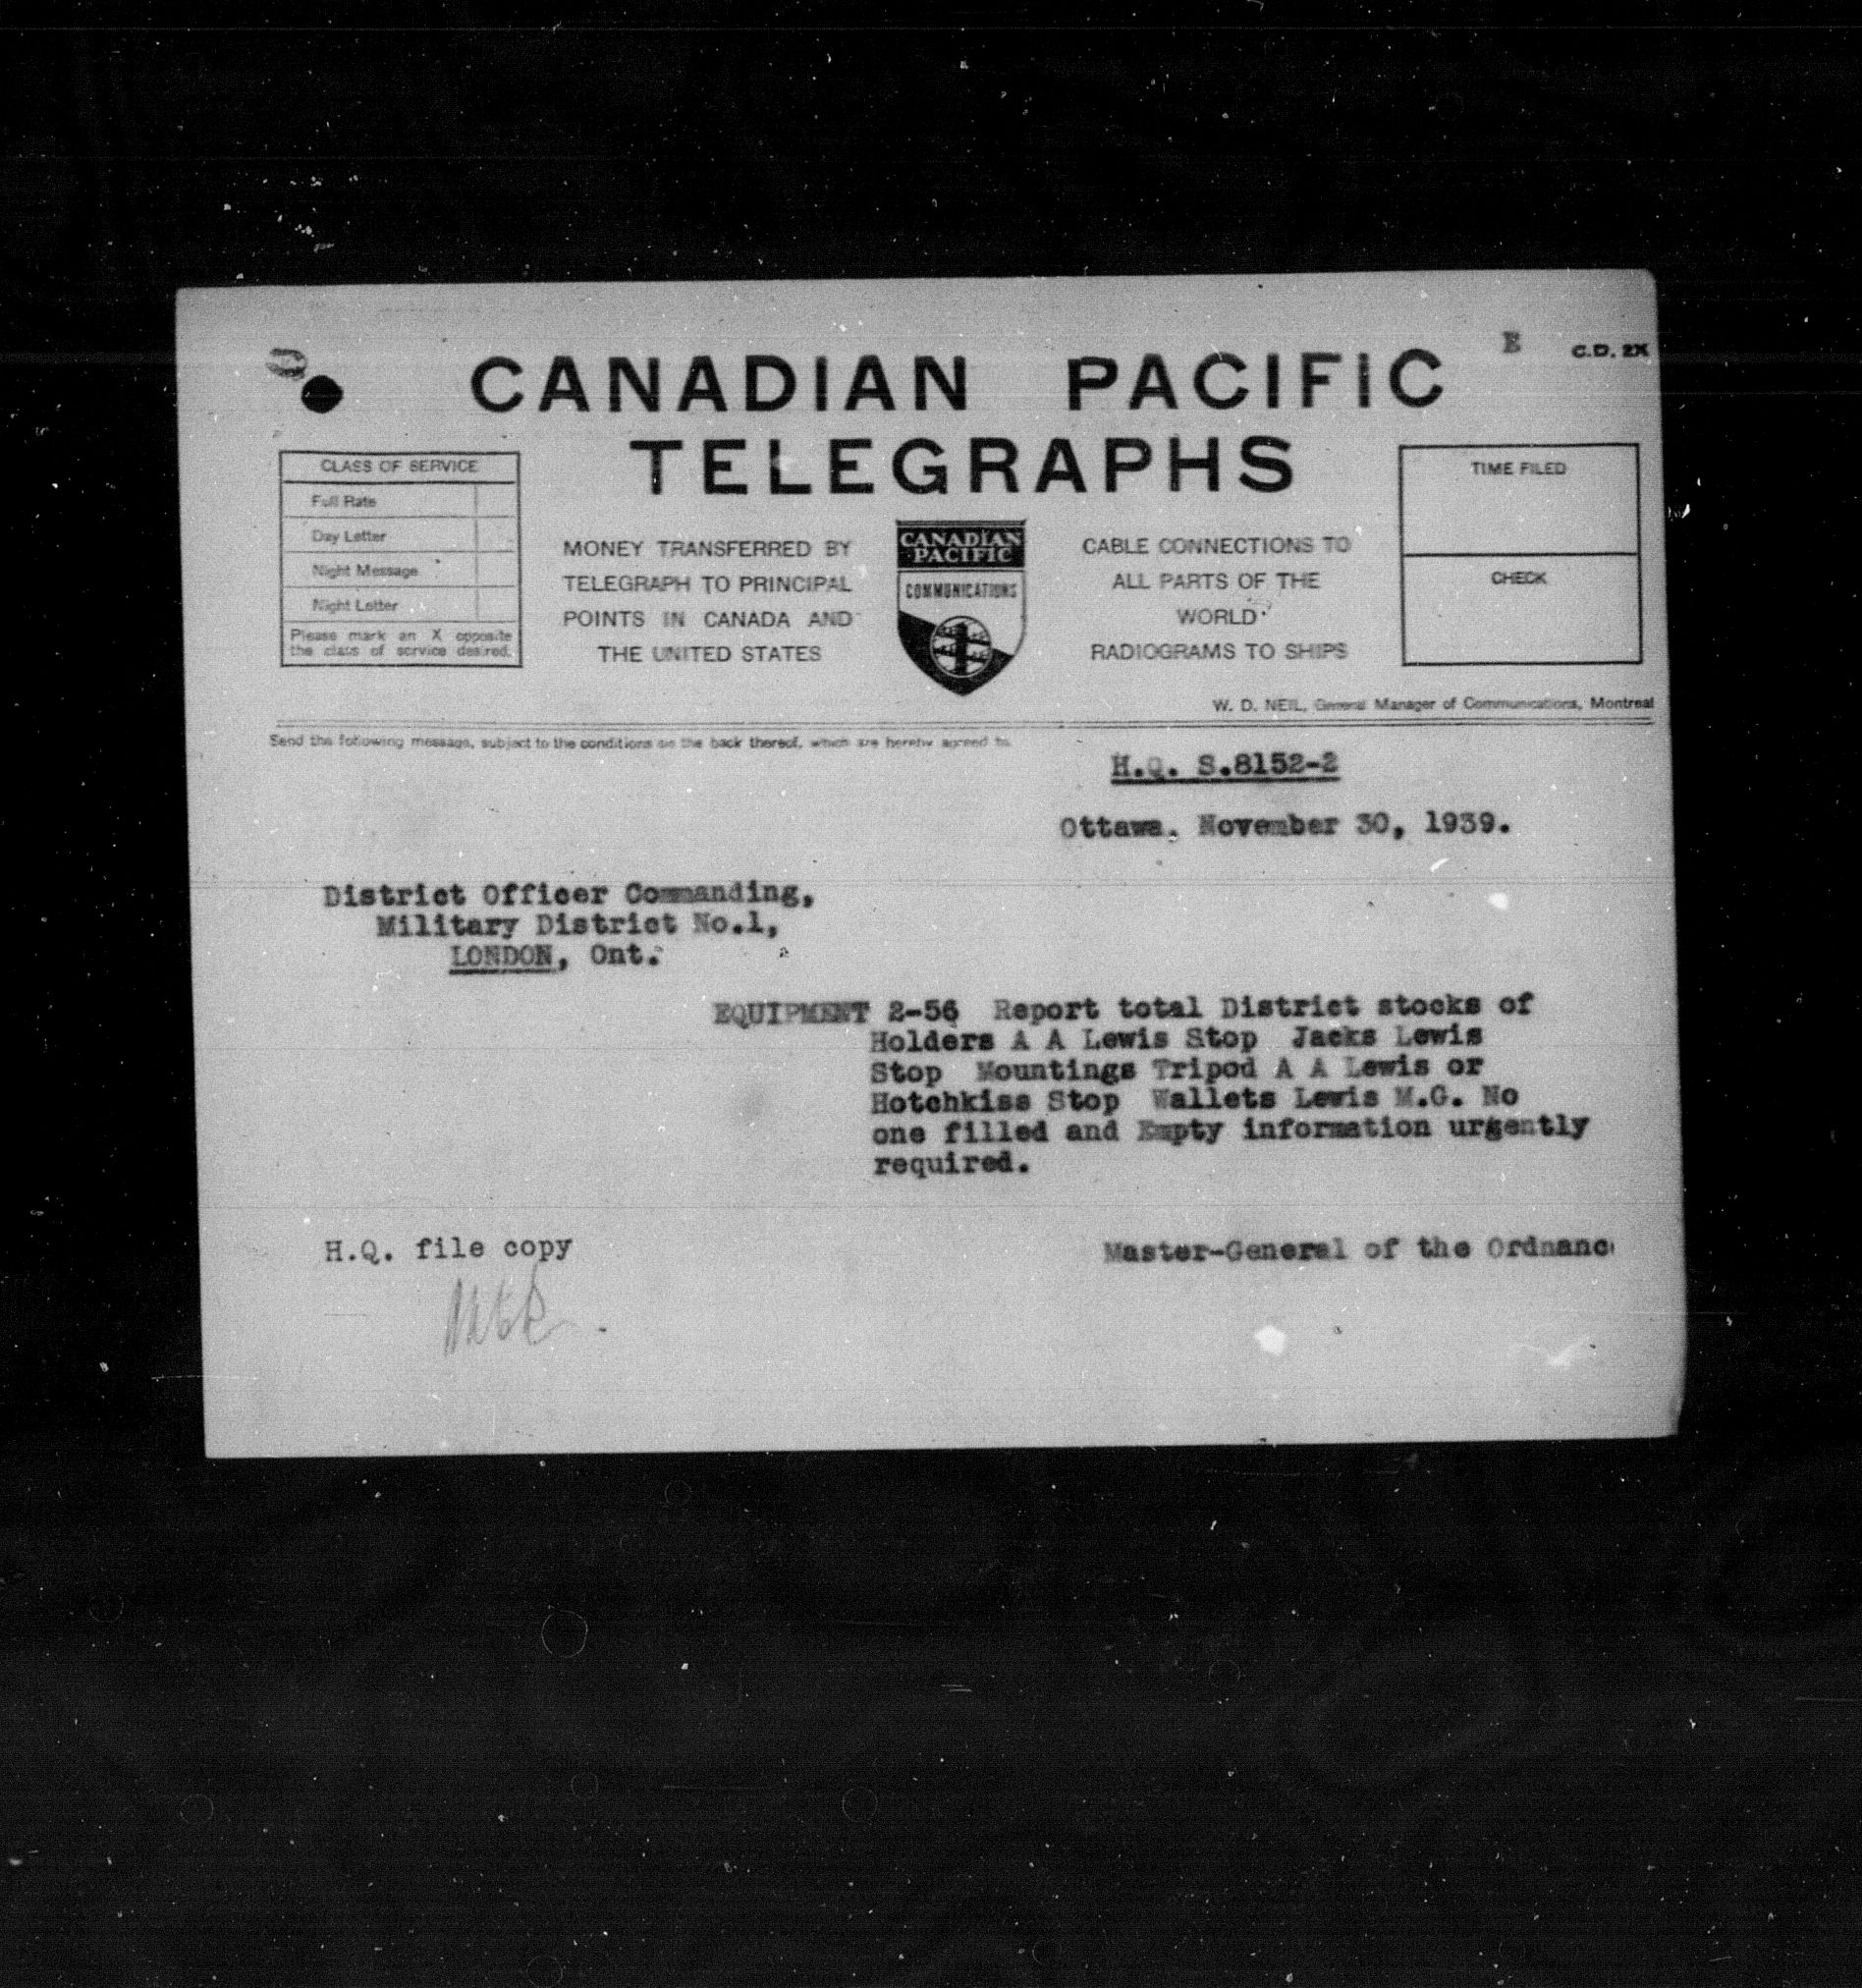 E
C.D. 2X
CANADIAN PACIFIC
TELEGRAPHS
CLASS OF SERVICE
Full Rate
Day Letter
Night Message
Night Letter
Please mark an X opposite
the class of service desired.
MONEY TRANSFERRED BY
TELEGRAPH TO PRINCIPAL
POINTS IN CANADA AND
THE UNITED STATES
CANADIAN
PACIFIC
COMMUNICATIONS
CABLE CONNECTIONS TO
ALL PARTS OF THE
WORLD
RADIOGRAMS TO SHIPS
TIME FILED
CHECK
W. D. NEIL, General Manager of Communications, Montreal
Send the following message, subject to the conditions on the back thereof, which are hereby agreed to.
H.Q. S.8152-2
Ottawa. November 30, 1939.
District Officer Commanding,
Military District No.1,
LONDON, Ont.
EQUIPMENT 2-56 Report total District stocks of
Holders A A Lewis Stop Jacks Lewis
Stop Mountings Tripod A A Lewis or
Hotchkiss Stop Wallets Lewis M.G. No
one filled and Empty information urgently
required.
H.Q. file copy
Master-General of the Ordnanc